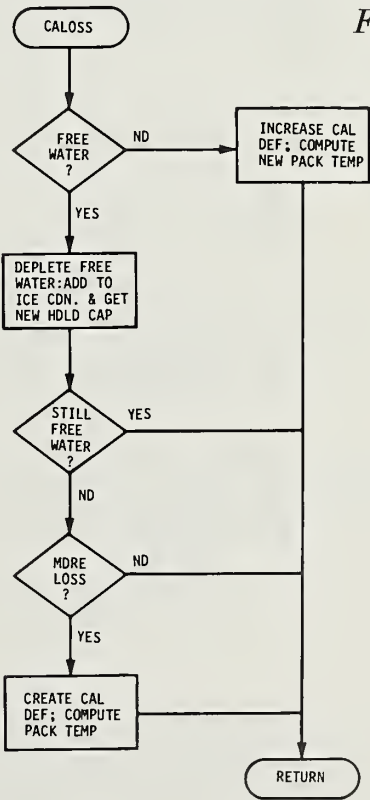 CALOSS
F
FREE
WATER
?
ND
INCREASE CAL
DEF; COMPUTE
NEW PACK TEMP
YES
DEPLETE FREE
WATER:ADD TO
ICE CDN. & GET
NEW HDLD CAP
STILL
FREE
WATER
?
YES
ND
MDRE
LOSS
?
ND
YES
CREATE CAL
DEF; COMPUTE
PACK TEMP
RETURN